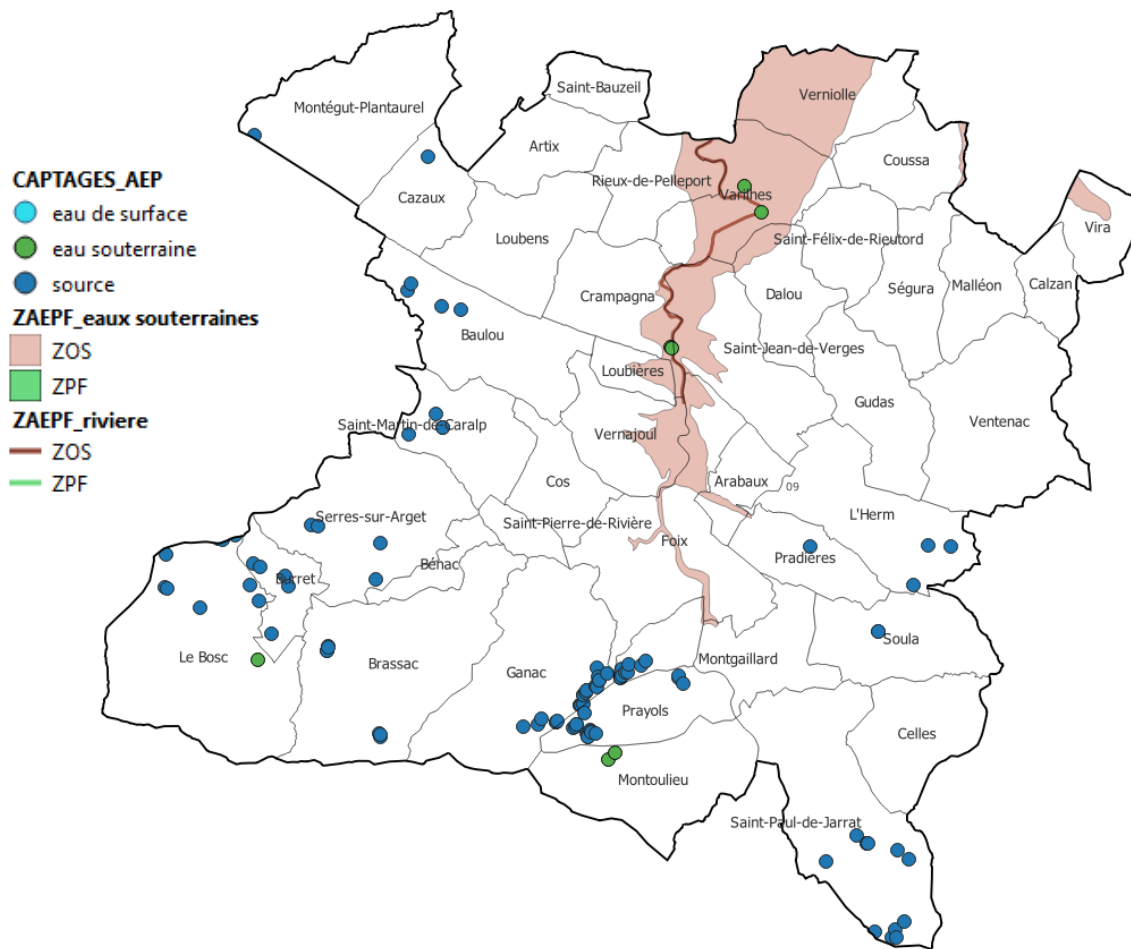 CAPTAGES_AEP
eau de surface
eau souterraine
source
ZAEPF_eaux souterraines
ZOS
ZPF
ZAEPF_riviere
ZOS
ZPF
Saint-Bauzeil
Verniolle
Montégut-Plantaurel
Artix
Coussa
Rieux-de-Pelleport
Cazaux
Varilhes
Vira
Loubens
Saint-Félix-de-Rieutord
Crampagna
Dalou
Ségura
Malléon
Calzan
Baulou
Saint-Jean-de-Verges
Loubières
Gudas
Ventenac
Saint-Martin-de-Caralp
Vernajoul
Cos
Arabaux
09
L'Herm
Serres-sur-Arget
Saint-Pierre-de-Rivière
Foix
Pradières
Bénac
Burret
Soula
Le Bosc
Brassac
Ganac
Montgaillard
Prayols
Celles
Montoulieu
Saint-Paul-de-Jarrat